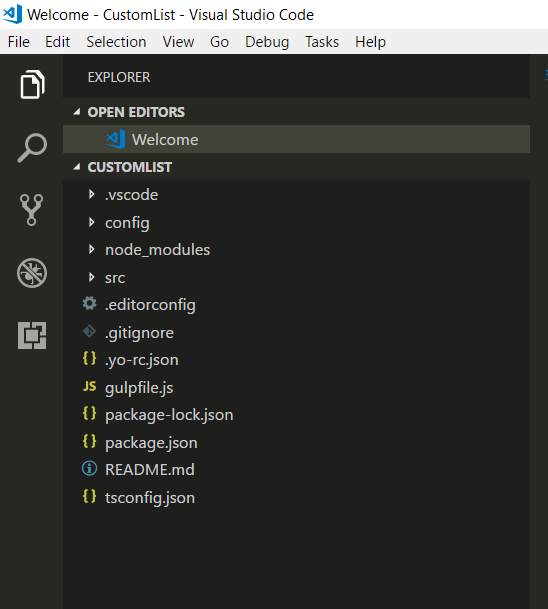 Welcome - CustomList - Visual Studio Code
File Edit Selection View Go Debug Tasks Help
EXPLORER
OPEN EDITORS
Welcome
CUSTOMLIST
.vscode
config
node_modules
src
.editorconfig
.gitignore
{} .yo-rc.json
JS gulpfile.js
{} package-lock.json
{} package.json
README.md
{} tsconfig.json